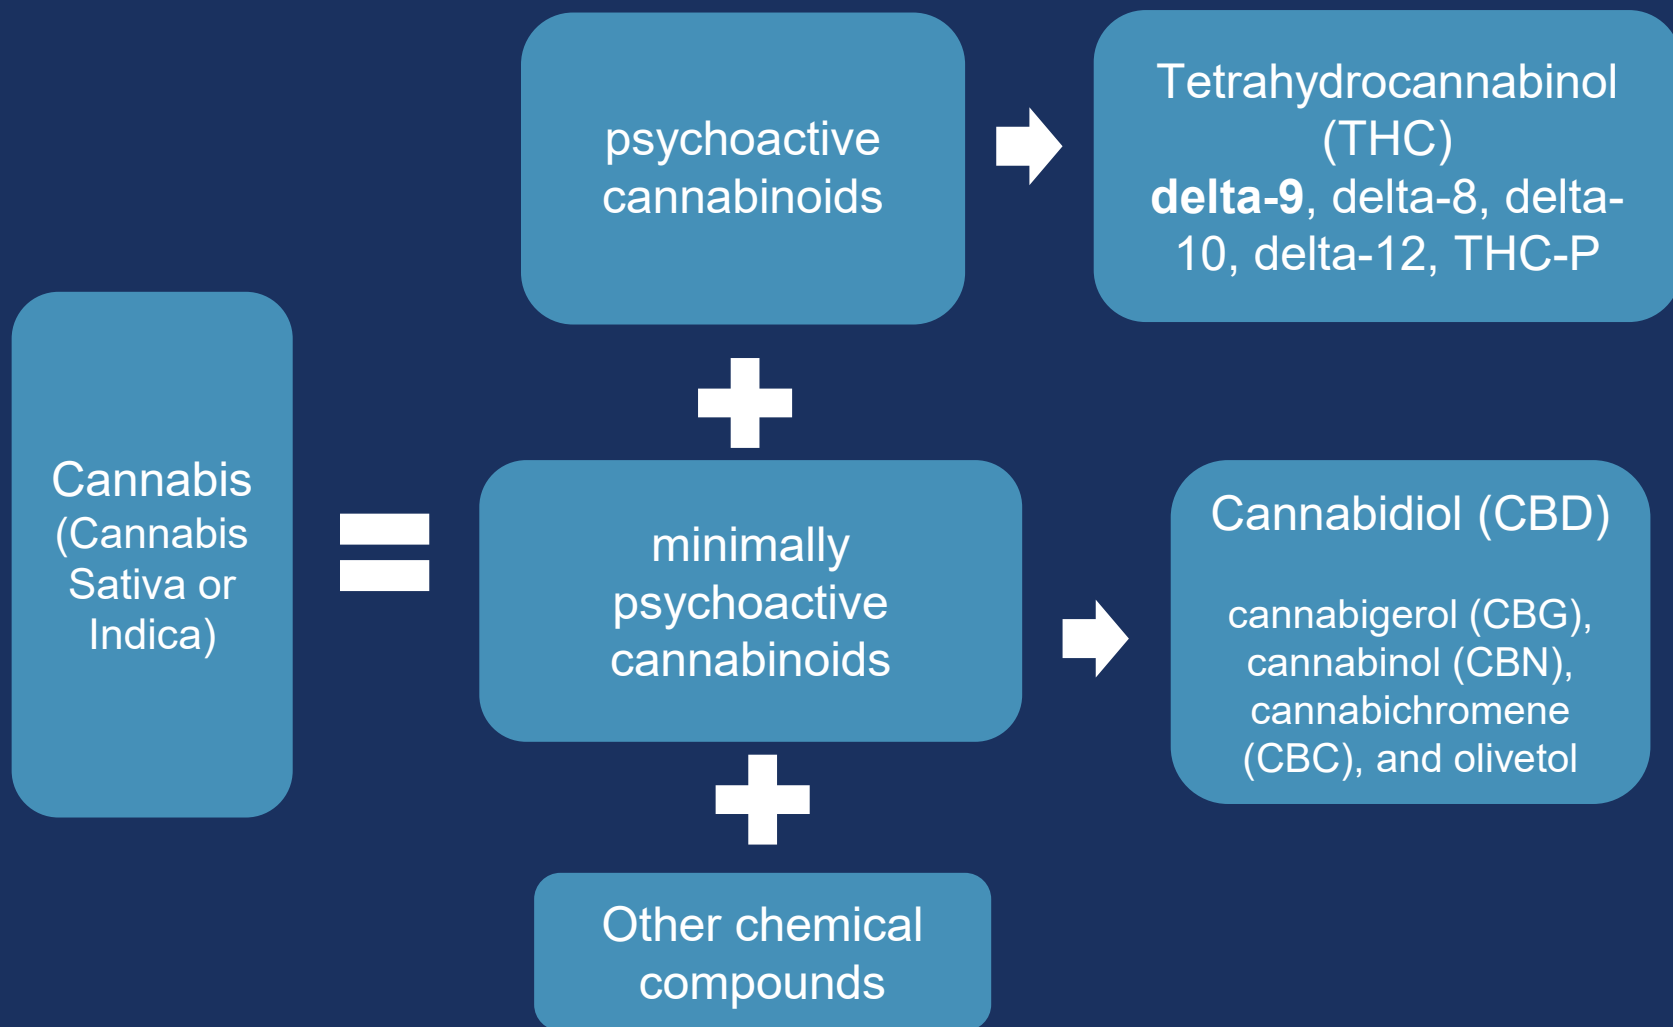 psychoactive
cannabinoids
Tetrahydrocannabinol
(THC)
delta-9, delta-8, delta-
10, delta-12, THC-P
Cannabis
(Cannabis
Sativa or
Indica)
minimally
psychoactive
cannabinoids
Cannabidiol (CBD)
cannabigerol (CBG),
cannabinol (CBN),
cannabichromene
(CBC), and olivetol
Other chemical
compounds